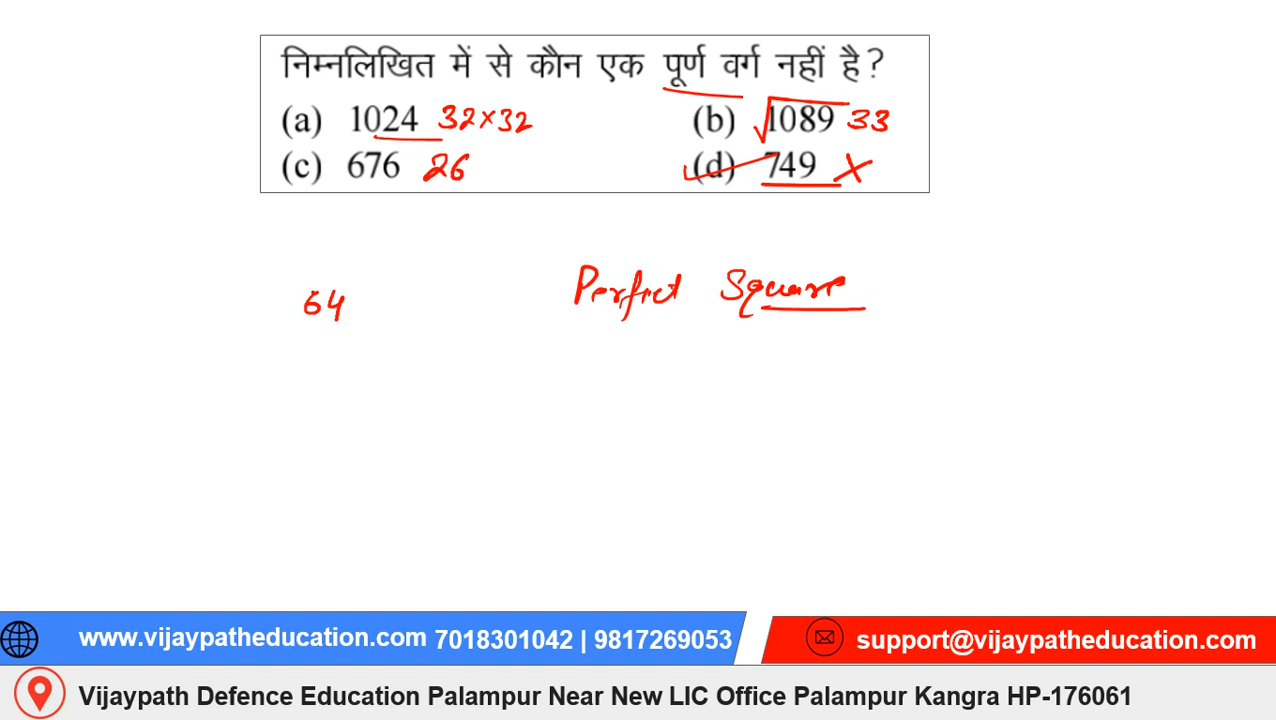 निम्नलिखित में से कौन एक पूर्ण वर्ग नहीं है?
(a) 1024 32×32 (b) √1089 33
(c) 676 26 (d) 749 ×
64 Perfect Square
www.vijaypatheducation.com 7018301042 | 9817269053 support@vijaypatheducation.com
Vijaypath Defence Education Palampur Near New LIC Office Palampur Kangra HP-176061